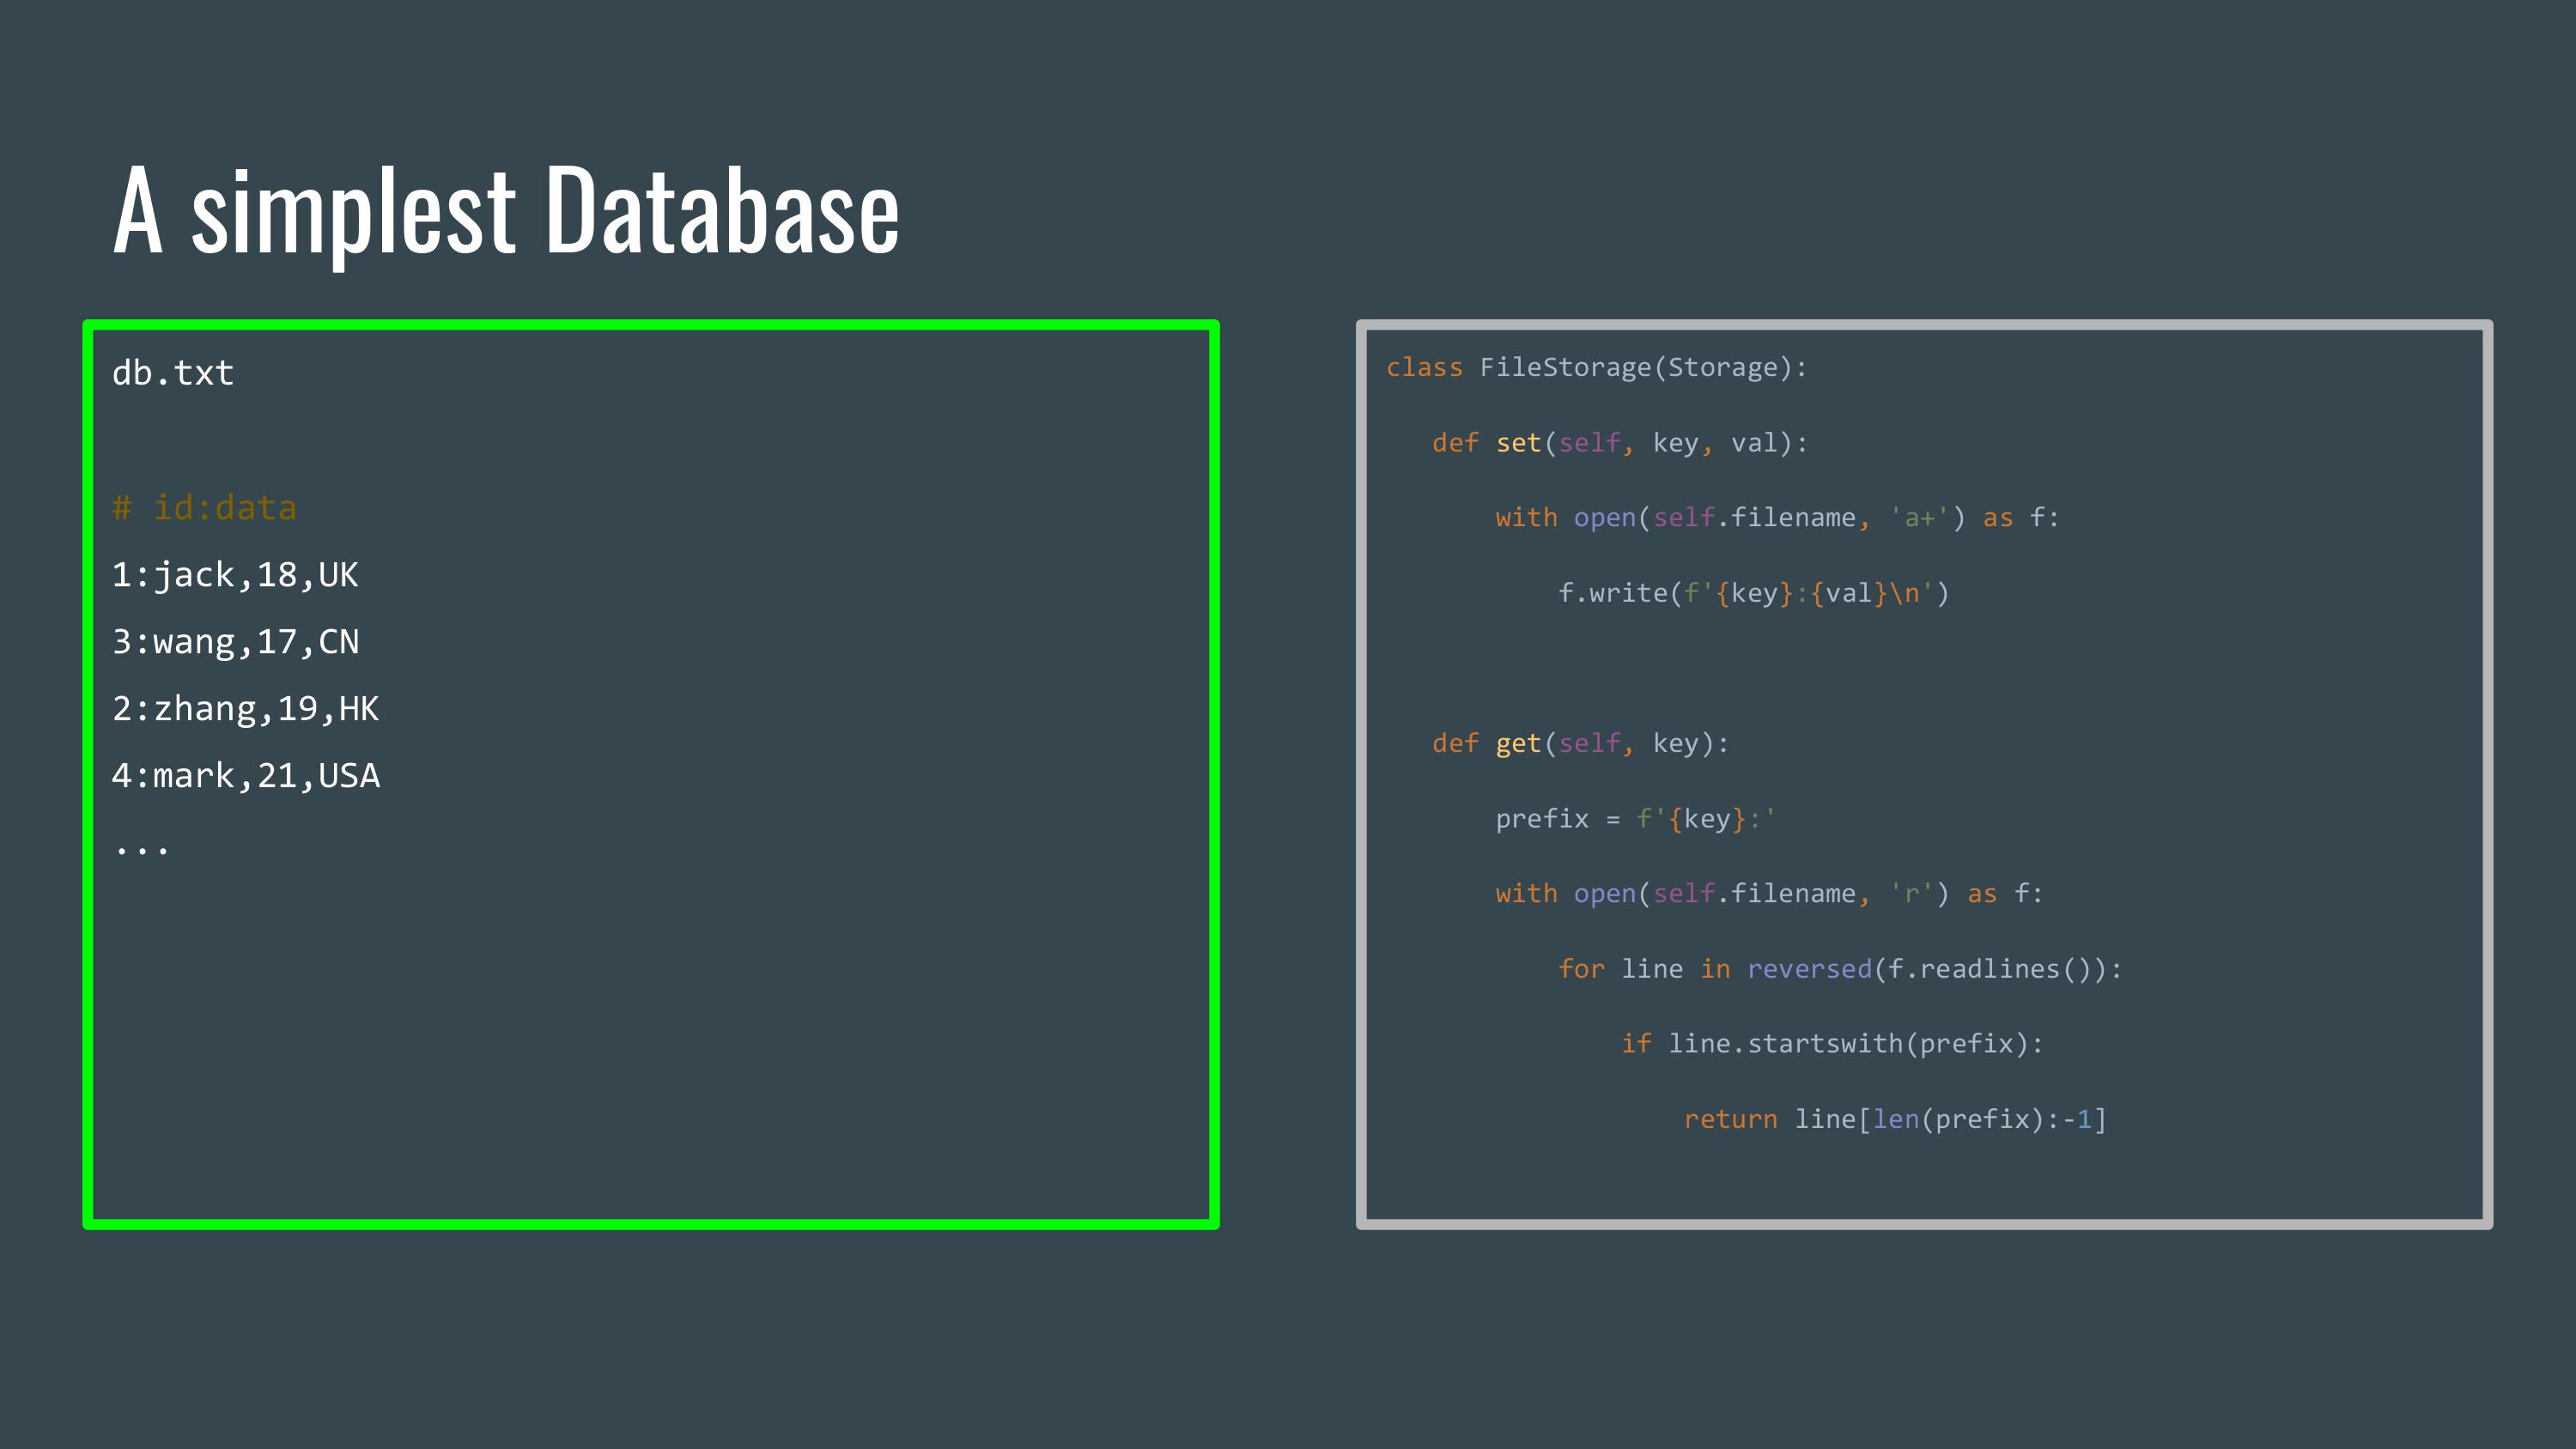 A simplest Database
db.txt
# id:data
1:jack,18,UK
3:wang,17,CN
2:zhang,19,HK
4:mark,21,USA
...
class FileStorage(Storage):
def set(self, key, val):
with open(self.filename, 'a+') as f:
f.write(f'{key}:{val}\n')
def get(self, key):
prefix = f'{key}:'
with open(self.filename, 'r') as f:
for line in reversed(f.readlines()):
if line.startswith(prefix):
return line[len(prefix):-1]